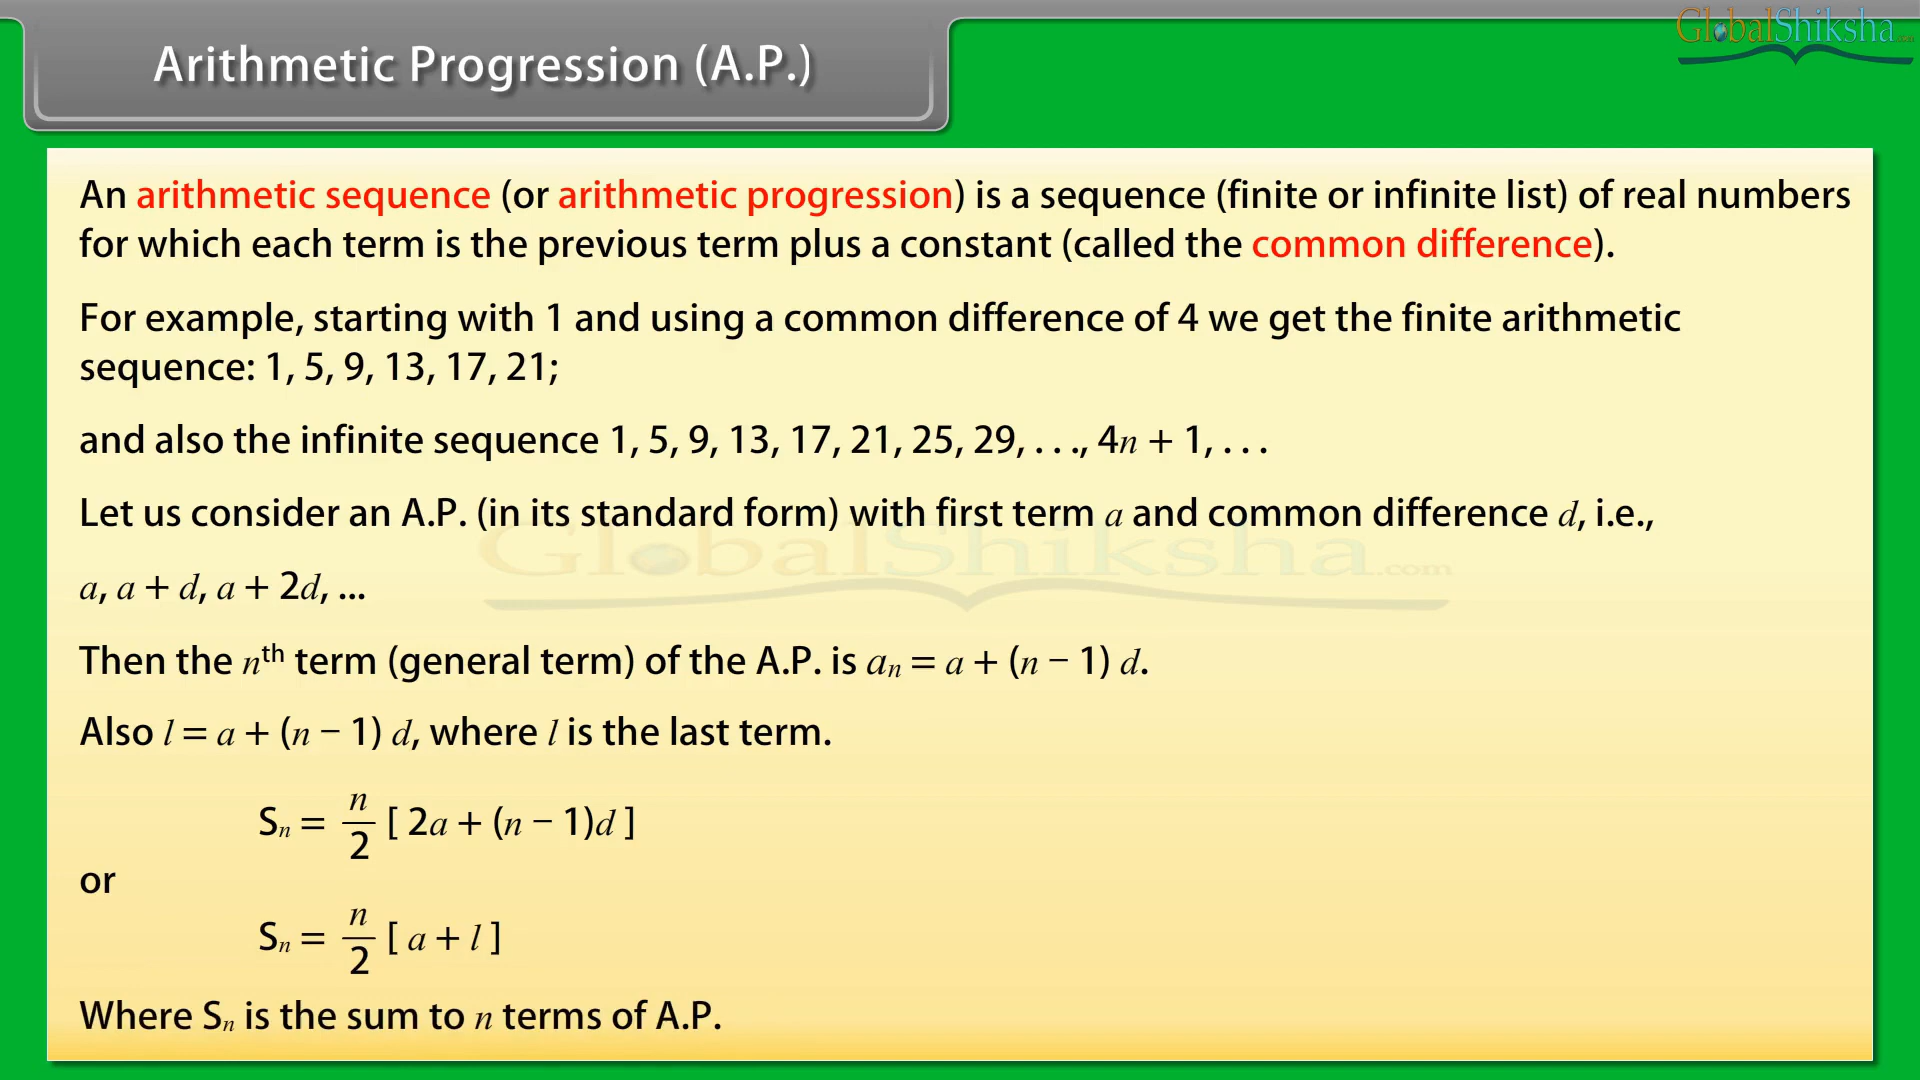 GlobalShiksha.com
Arithmetic Progression (A.P.)
An arithmetic sequence (or arithmetic progression) is a sequence (finite or infinite list) of real numbers
for which each term is the previous term plus a constant (called the common difference).
For example, starting with 1 and using a common difference of 4 we get the finite arithmetic
sequence: 1, 5, 9, 13, 17, 21;
and also the infinite sequence 1, 5, 9, 13, 17, 21, 25, 29, . . ., 4n + 1, . . .
Let us consider an A.P. (in its standard form) with first term a and common difference d, i.e.,
GlobalShiksha.com
a, a + d, a + 2d, ...
Then the nᵗʰ term (general term) of the A.P. is aₙ = a + (n − 1) d.
Also l = a + (n − 1) d, where l is the last term.
Sₙ = n/2 [ 2a + (n − 1)d ]
or
Sₙ = n/2 [ a + l ]
Where Sₙ is the sum to n terms of A.P.